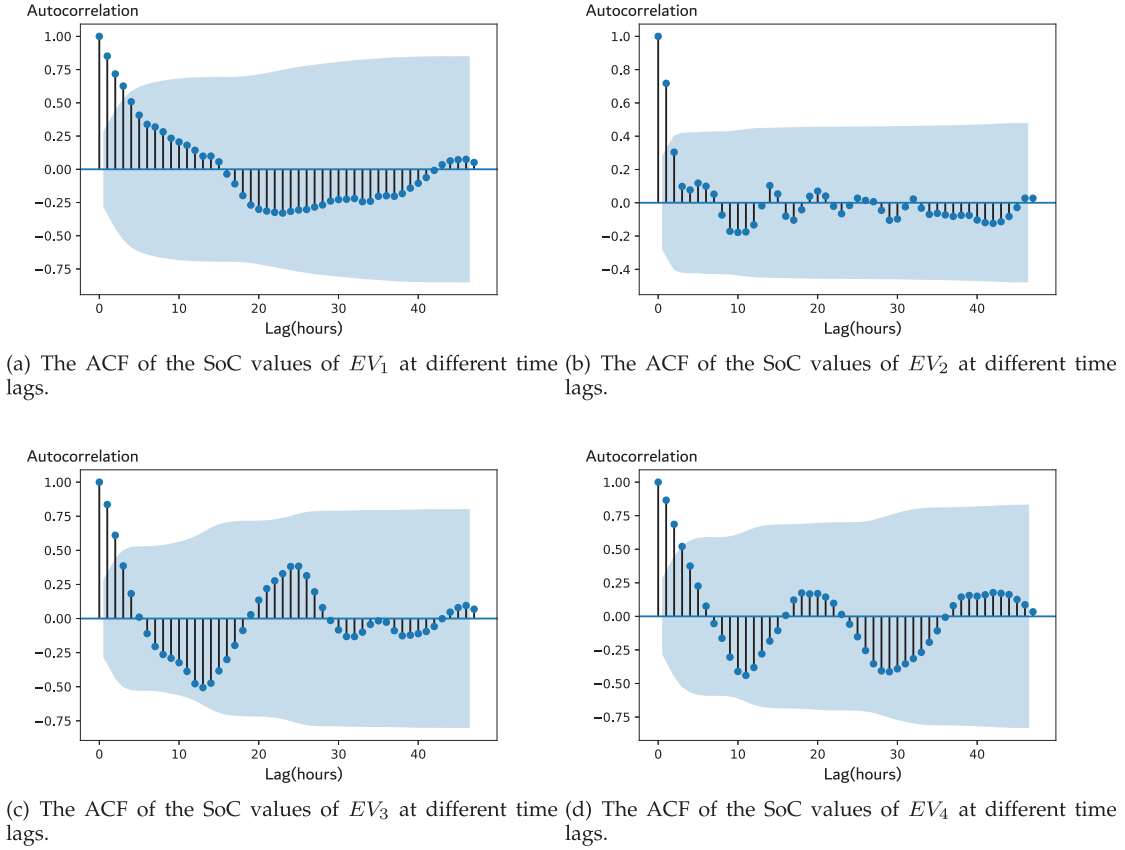 Autocorrelation
1.00
0.75
0.50
0.25
0.00
−0.25
−0.50
−0.75
0 10 20 30 40
Lag(hours)
(a) The ACF of the SoC values of EV1 at different time
lags.
Autocorrelation
1.0
0.8
0.6
0.4
0.2
0.0
−0.2
−0.4
0 10 20 30 40
Lag(hours)
(b) The ACF of the SoC values of EV2 at different time
lags.
Autocorrelation
1.00
0.75
0.50
0.25
0.00
−0.25
−0.50
−0.75
0 10 20 30 40
Lag(hours)
(c) The ACF of the SoC values of EV3 at different time
lags.
Autocorrelation
1.00
0.75
0.50
0.25
0.00
−0.25
−0.50
−0.75
0 10 20 30 40
Lag(hours)
(d) The ACF of the SoC values of EV4 at different time
lags.